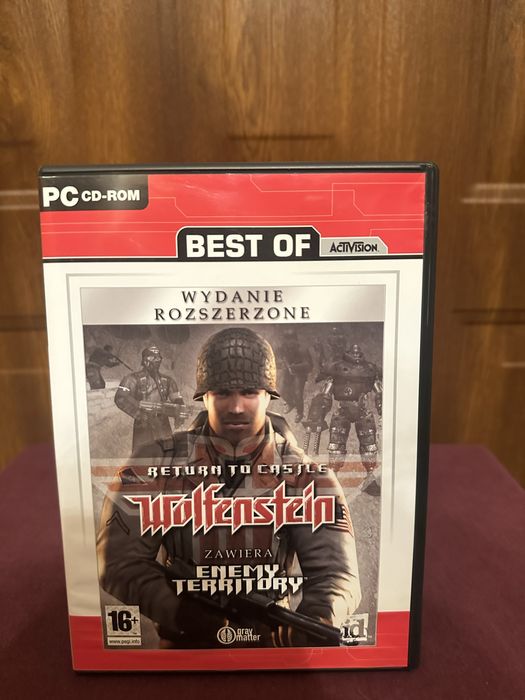 PC CD-ROM
BEST OF ACTIVISION
WYDANIE
ROZSZERZONE
RETURN TO CASTLE
Wolfenstein
ZAWIERA
ENEMY
TERRITORY™
16+
www.pegi.info
gray
matter
id